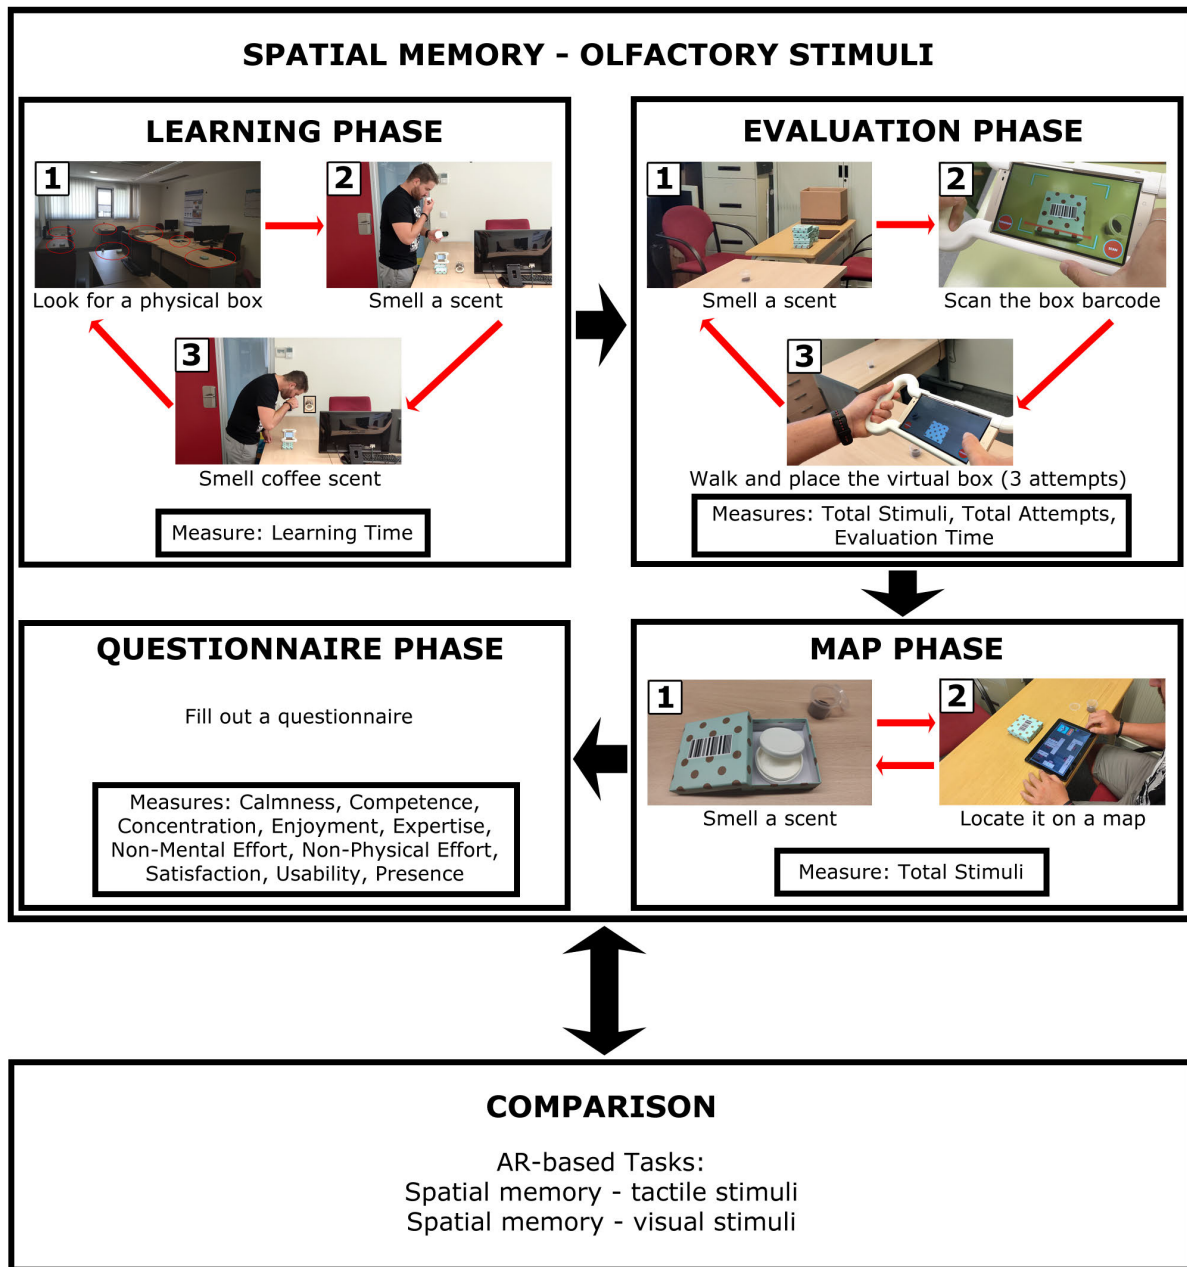 SPATIAL MEMORY - OLFACTORY STIMULI
LEARNING PHASE
1
2
Look for a physical box
Smell a scent
3
Smell coffee scent
Measure: Learning Time
EVALUATION PHASE
1
2
Smell a scent
Scan the box barcode
3
Walk and place the virtual box (3 attempts)
Measures: Total Stimuli, Total Attempts,
Evaluation Time
QUESTIONNAIRE PHASE
Fill out a questionnaire
Measures: Calmness, Competence,
Concentration, Enjoyment, Expertise,
Non-Mental Effort, Non-Physical Effort,
Satisfaction, Usability, Presence
MAP PHASE
1
2
Smell a scent
Locate it on a map
Measure: Total Stimuli
COMPARISON
AR-based Tasks:
Spatial memory - tactile stimuli
Spatial memory - visual stimuli